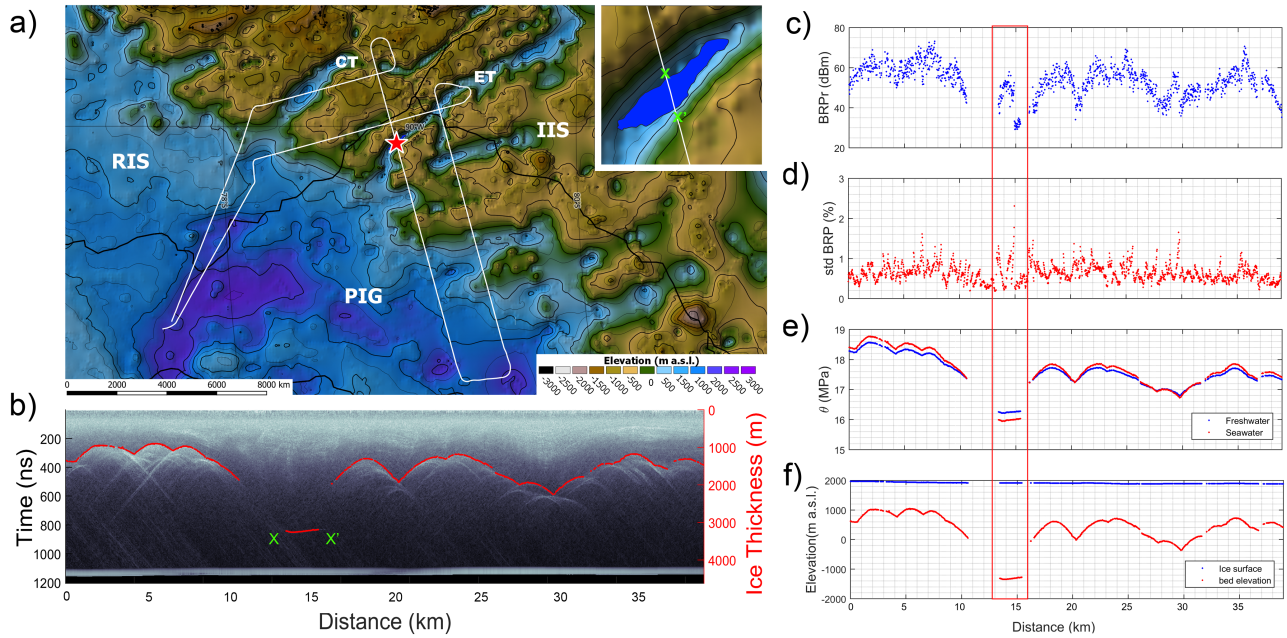 a)
CT
ET
RIS
IIS
PIG
X
X'
90°W
80°S
Elevation (m a.s.l.)
-3000
-2500
-2000
-1500
-1000
-500
0
500
1000
1500
2000
2500
3000
0 2000 4000 6000 8000 km
b)
Time (ns)
200
400
600
800
1000
1200
X X'
0
1000
2000
3000
4000
Ice Thickness (m)
0 5 10 15 20 25 30 35
Distance (km)
c)
BRPr (dBm)
80
60
40
20
d)
std BRP (%)
3
2
1
0
e)
θ (MPa)
19
18
17
16
15
Freshwater
Seawater
f)
Elevation(m a.s.l.)
2000
1000
0
-1000
-2000
Ice surface
bed elevation
0 5 10 15 20 25 30 35
Distance (km)